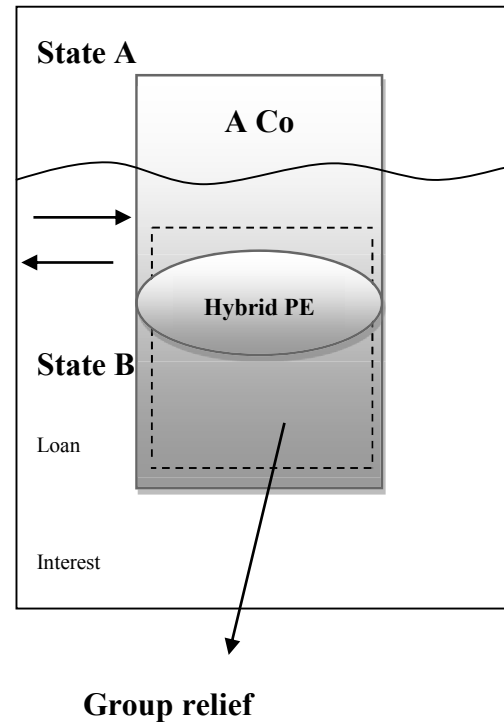 State A
A Co
Hybrid PE
State B
Loan
Interest
Group relief